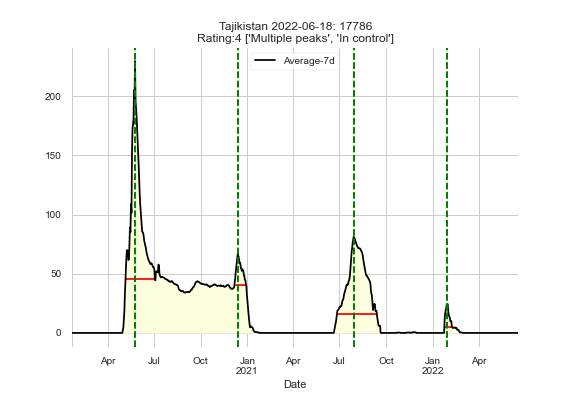 Tajikistan 2022-06-18: 17786
Rating:4 ['Multiple peaks', 'In control']
Average-7d
200
150
100
50
0
Apr Jul Oct Jan Apr Jul Oct Jan Apr
2021 2022
Date